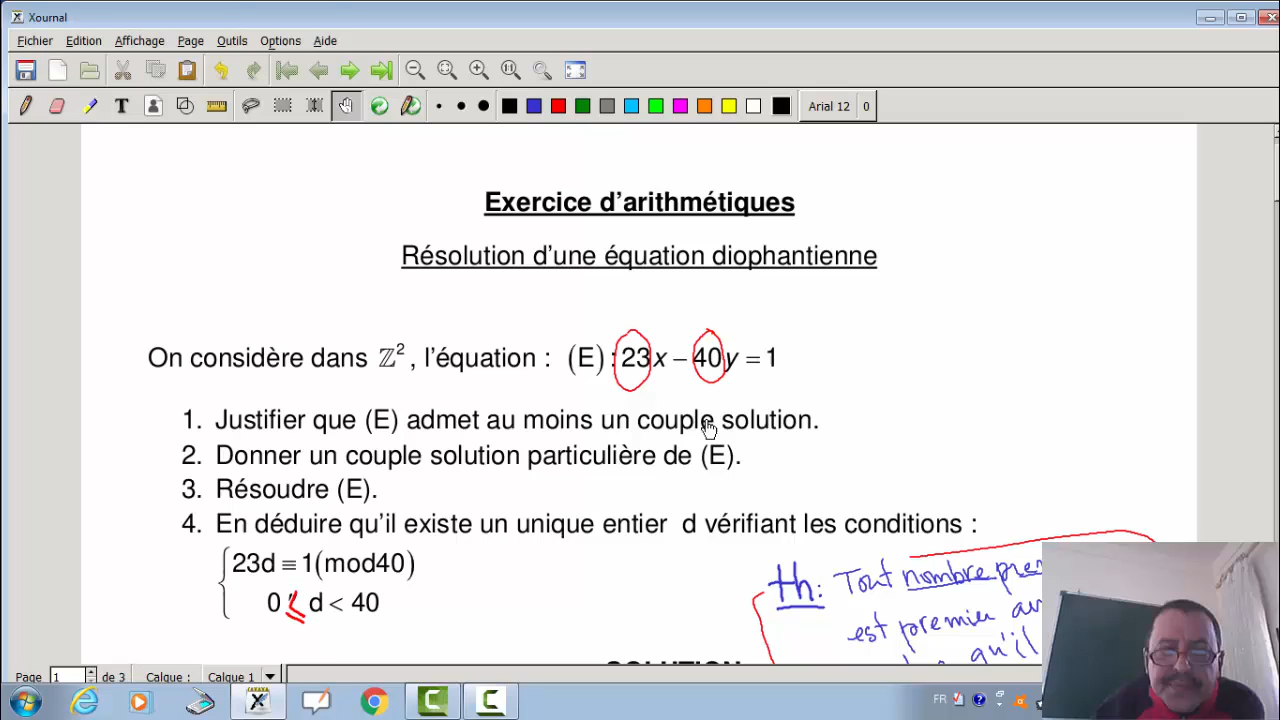 Xournal
Fichier Edition Affichage Page Outils Options Aide
Arial 12 0
Exercice d'arithmétiques
Résolution d'une équation diophantienne
On considère dans ℤ², l'équation : (E) : 23x − 40y = 1
1. Justifier que (E) admet au moins un couple solution.
2. Donner un couple solution particulière de (E).
3. Résoudre (E).
4. En déduire qu'il existe un unique entier d vérifiant les conditions :
23d ≡ 1(mod40)
0 ≤ d < 40
th: Tout nombre
est premier
qu'il
SOLUTION
Page 1 de 3 Calque : Calque 1
FR